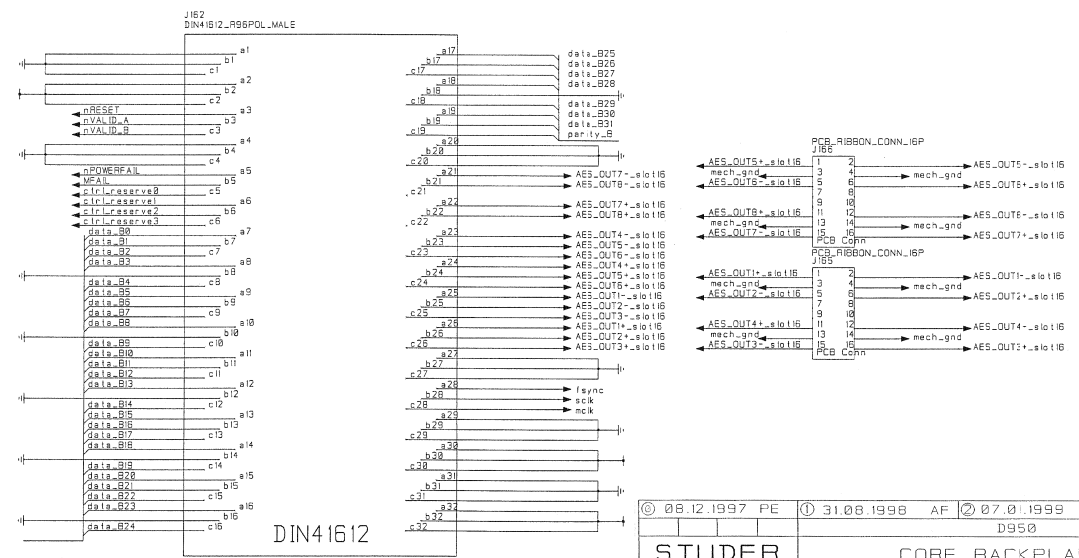 J162
DIN41612_R96POL_MALE
a1
b1
c1
a2
b2
c2
nRESET a3
nVALID_A b3
nVALID_B c3
a4
b4
c4
nPOWERFAIL a5
MFAIL b5
ctrl_reserve0 c5
ctrl_reserve1 a6
ctrl_reserve2 b6
ctrl_reserve3 c6
data_B0 a7
data_B1 b7
data_B2 c7
data_B3 a8
b8
data_B4 c8
data_B5 a9
data_B6 b9
data_B7 c9
data_B8 a10
b10
data_B9 c10
data_B10 a11
data_B11 b11
data_B12 c11
data_B13 a12
b12
data_B14 c12
data_B15 a13
data_B16 b13
data_B17 c13
data_B18 a14
b14
data_B19 c14
data_B20 a15
data_B21 b15
data_B22 c15
data_B23 a16
b16
data_B24 c16
DIN41612
a17 data_B25
b17 data_B26
c17 data_B27
a18 data_B28
b18
c18 data_B29
a19 data_B30
b19 data_B31
c19 parity_B
a20
b20
c20
a21 AES_OUT7-_slot16
b21 AES_OUT8-_slot16
c21
a22 AES_OUT7+_slot16
b22 AES_OUT8+_slot16
c22
a23 AES_OUT4-_slot16
b23 AES_OUT5-_slot16
c23 AES_OUT6-_slot16
a24 AES_OUT4+_slot16
b24 AES_OUT5+_slot16
c24 AES_OUT6+_slot16
a25 AES_OUT1-_slot16
b25 AES_OUT2-_slot16
c25 AES_OUT3-_slot16
a26 AES_OUT1+_slot16
b26 AES_OUT2+_slot16
c26 AES_OUT3+_slot16
a27
b27
c27
a28 fsync
b28 sclk
c28 mclk
a29
b29
c29
a30
b30
c30
a31
b31
c31
a32
b32
c32
PCB_RIBBON_CONN_16P
J166
AES_OUT5+_slot16 1 2 AES_OUT5-_slot16
mech_gnd 3 4 mech_gnd
AES_OUT6-_slot16 5 6 AES_OUT6+_slot16
7 8
9 10
AES_OUT8+_slot16 11 12 AES_OUT8-_slot16
mech_gnd 13 14 mech_gnd
AES_OUT7-_slot16 15 16 AES_OUT7+_slot16
PCB Conn
PCB_RIBBON_CONN_16P
J165
AES_OUT1+_slot16 1 2 AES_OUT1-_slot16
mech_gnd 3 4 mech_gnd
AES_OUT2-_slot16 5 6 AES_OUT2+_slot16
7 8
9 10
AES_OUT4+_slot16 11 12 AES_OUT4-_slot16
mech_gnd 13 14 mech_gnd
AES_OUT3-_slot16 15 16 AES_OUT3+_slot16
PCB Conn
⓪ 08.12.1997 PE ① 31.08.1998 AF ② 07.01.1999
D950
STUDER CORE BACKPLA